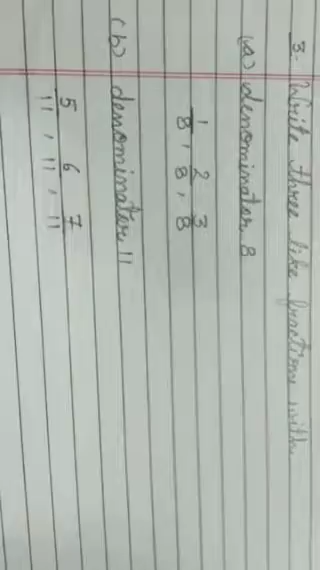 3. Write three like fractions with
(a) denominator 8
1/8, 2/8, 3/8
(b) denominator 11
5/11, 6/11, 7/11